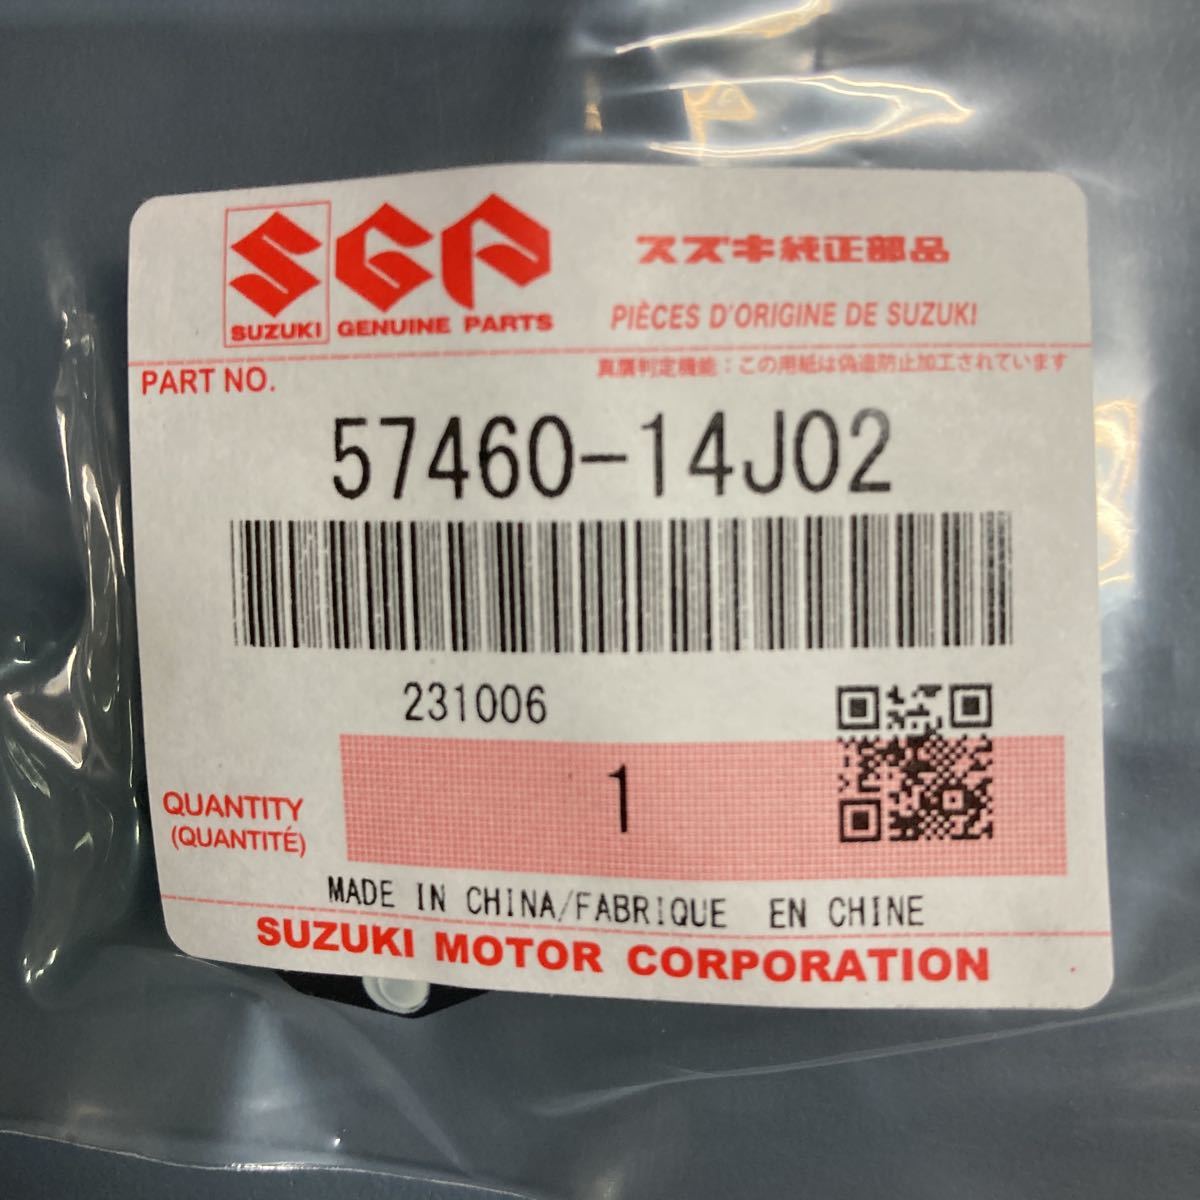 SGP
SUZUKI GENUINE PARTS
スズキ純正部品
PIÈCES D'ORIGINE DE SUZUKI
真贋判定機能：この用紙は偽造防止加工されています
PART NO.
57460-14J02
231006
QUANTITY
(QUANTITÉ)
1
MADE IN CHINA/FABRIQUE EN CHINE
SUZUKI MOTOR CORPORATION